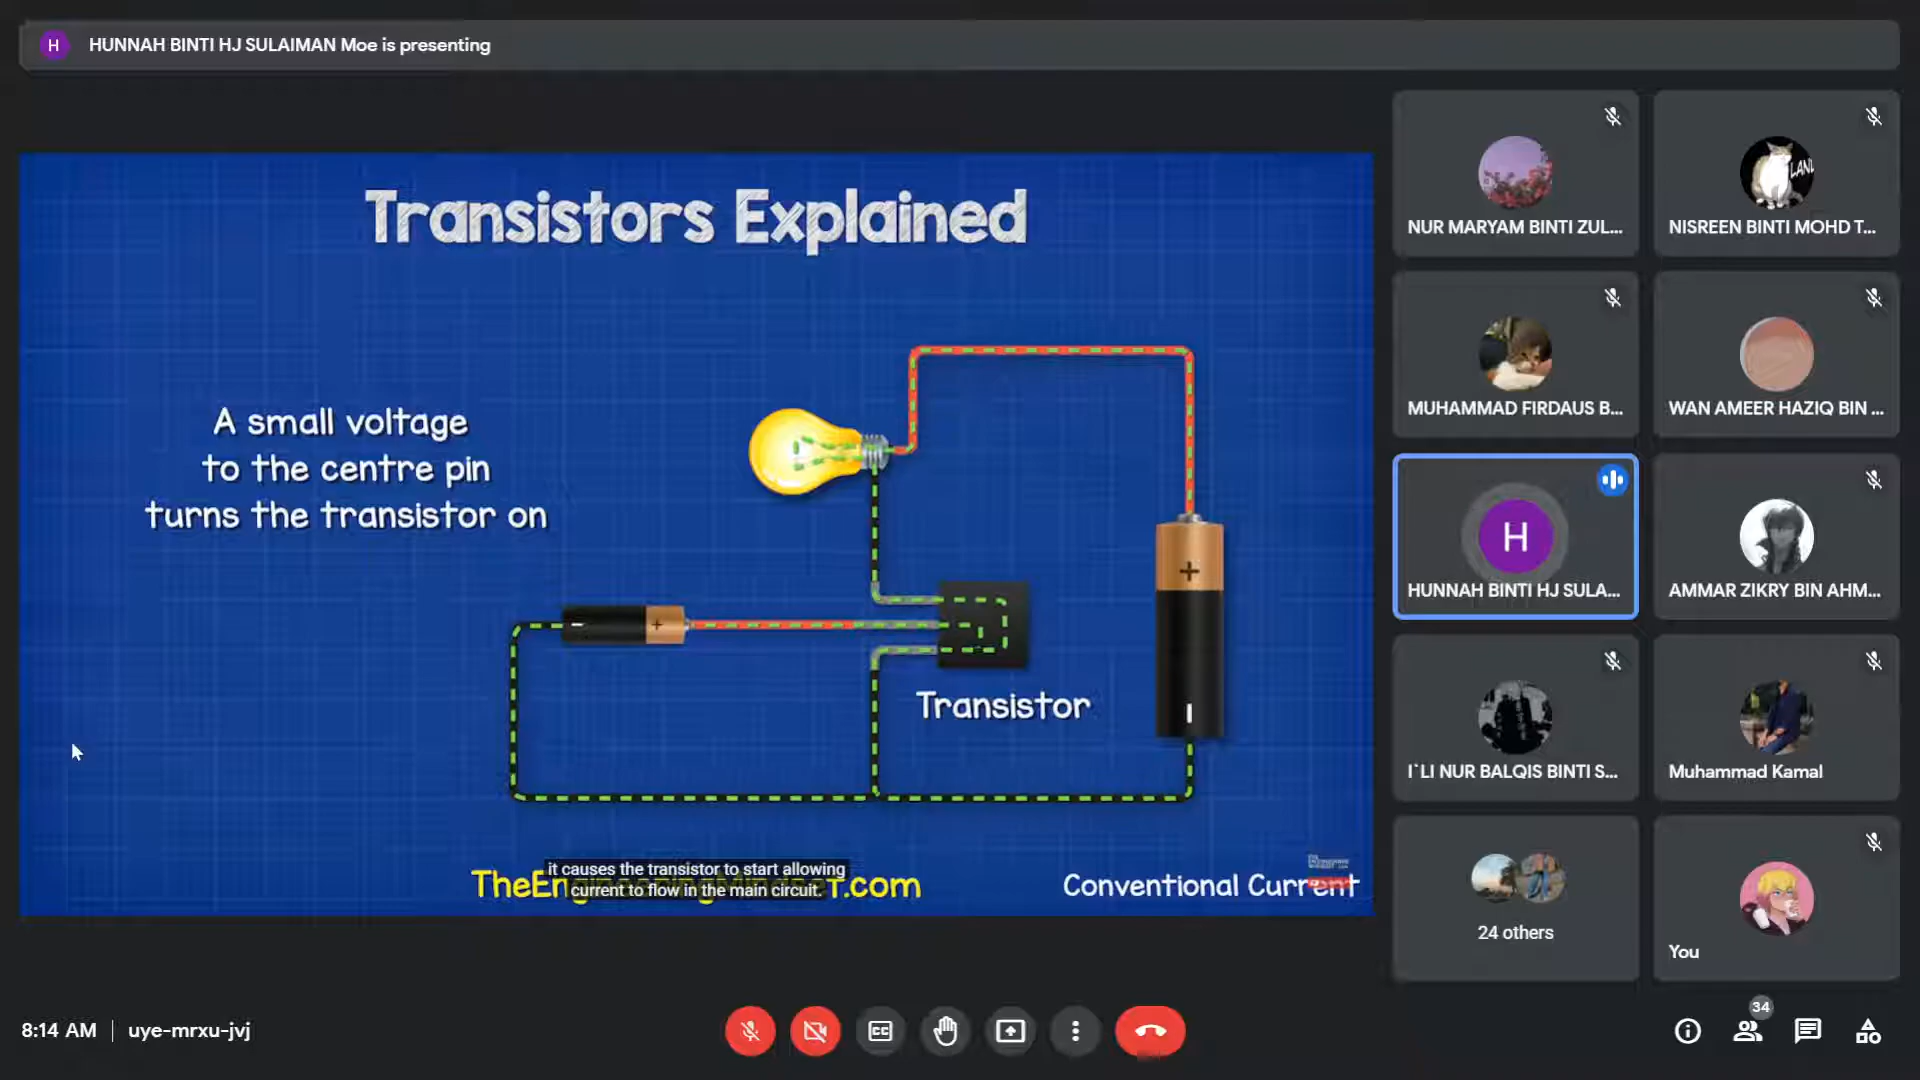 H HUNNAH BINTI HJ SULAIMAN Moe is presenting
Transistors Explained
A small voltage
to the centre pin
turns the transistor on
+
+
Transistor
it causes the transistor to start allowing
current to flow in the main circuit.
Conventional Current
LANL
NUR MARYAM BINTI ZUL...
NISREEN BINTI MOHD T...
MUHAMMAD FIRDAUS B...
WAN AMEER HAZIQ BIN ...
H
HUNNAH BINTI HJ SULA...
AMMAR ZIKRY BIN AHM...
I`LI NUR BALQIS BINTI S...
Muhammad Kamal
24 others
You
8:14 AM | uye-mrxu-jvj
CC
34